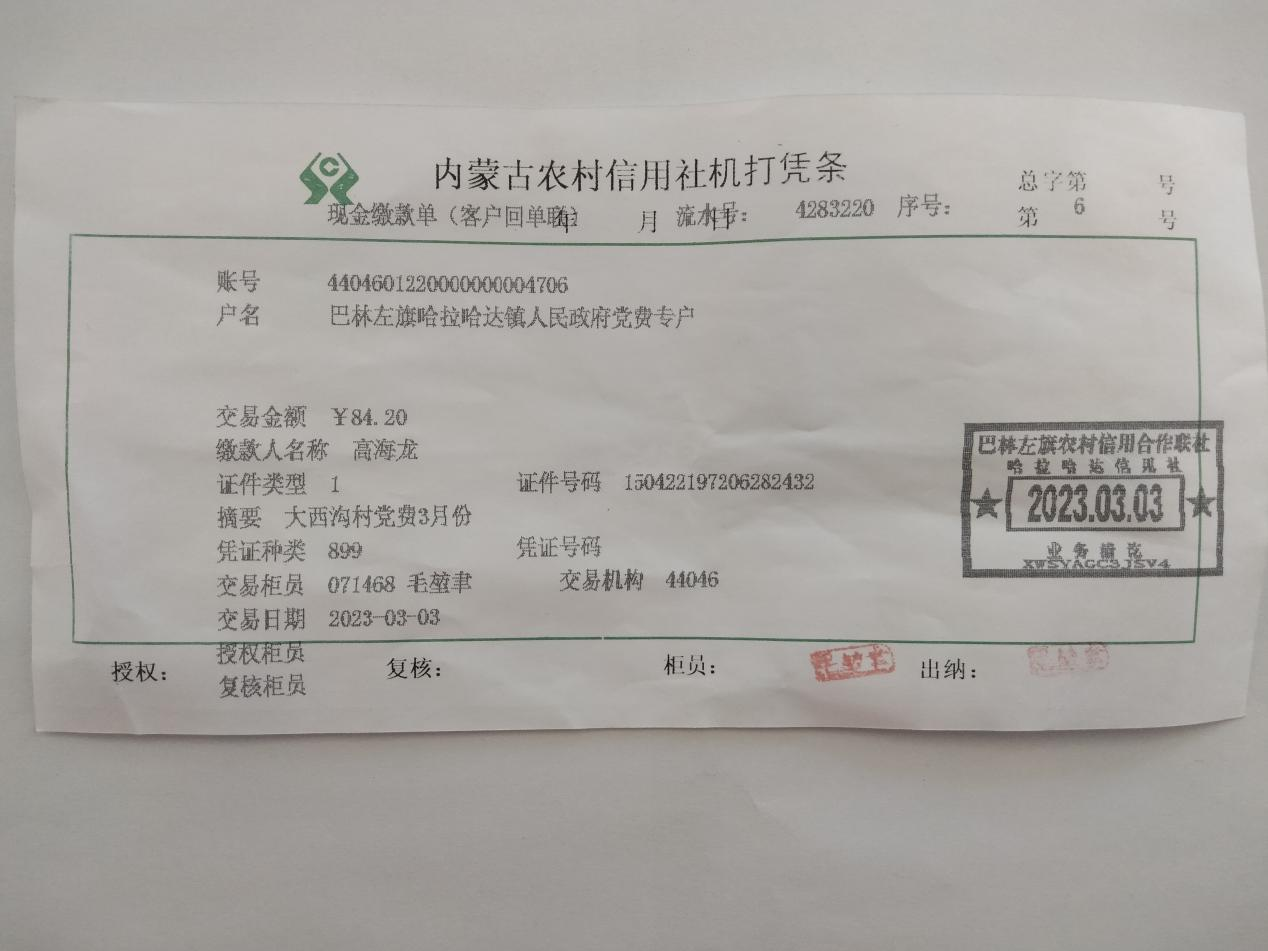 内蒙古农村信用社机打凭条
现金缴款单（客户回单联） 年 月 日 流水号： 4283220 序号：
总字第 号
第 6 号
账号 4404601220000000004706
户名 巴林左旗哈拉哈达镇人民政府党费专户
交易金额 ￥84.20
缴款人名称 高海龙
证件类型 1 证件号码 150422197206282432
摘要 大西沟村党费3月份
凭证种类 899 凭证号码
交易柜员 071468 毛堃聿 交易机构 44046
交易日期 2023-03-03
授权柜员
复核柜员
授权： 复核： 柜员： 出纳：
巴林左旗农村信用合作联社
哈拉哈达信用社
2023.03.03
业务清讫
XWSYAGCSJSV4